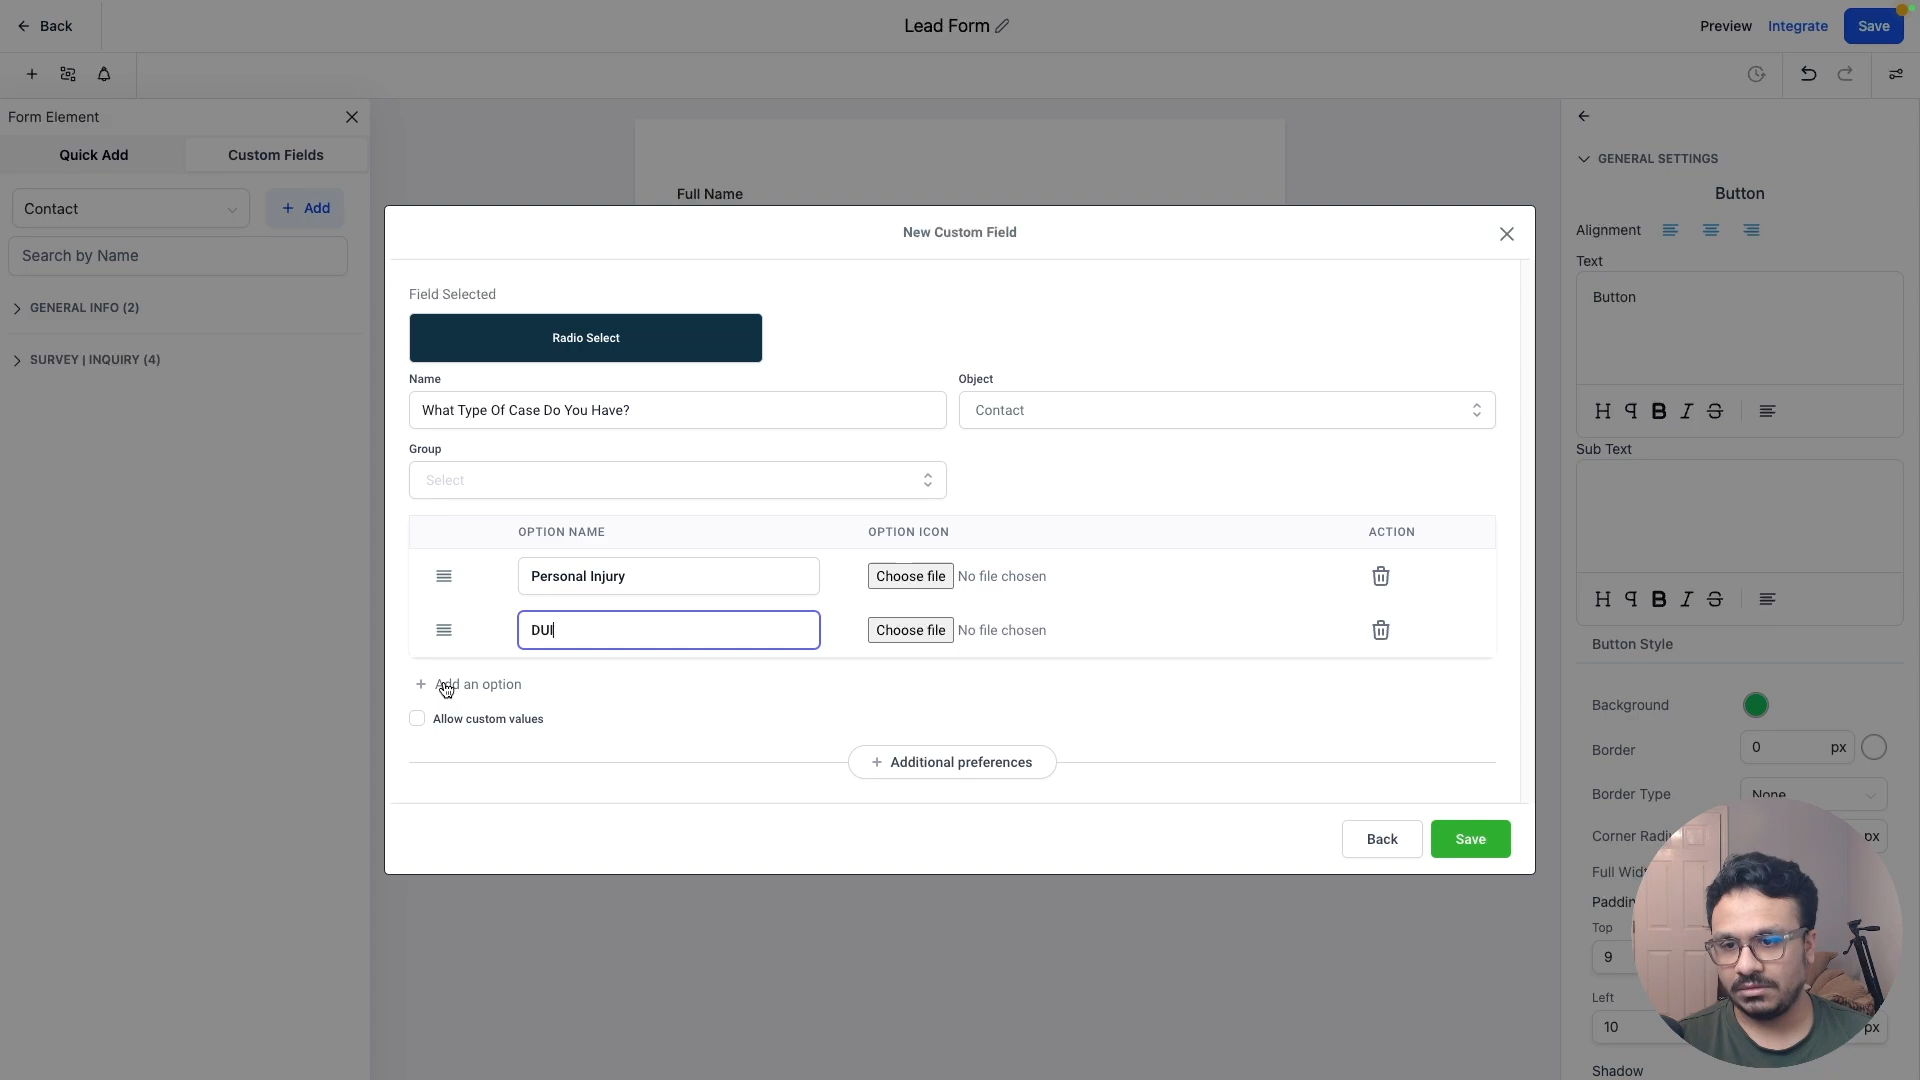 Back
Lead Form
Preview
Integrate
Save
Form Element
Quick Add
Custom Fields
Contact
+ Add
Search by Name
GENERAL INFO (2)
SURVEY | INQUIRY (4)
Full Name
New Custom Field
Field Selected
Radio Select
Name
Object
What Type Of Case Do You Have?
Contact
Group
Select
OPTION NAME
OPTION ICON
ACTION
Personal Injury
Choose file No file chosen
DUI
Choose file No file chosen
+ Add an option
Allow custom values
+ Additional preferences
Back
Save
GENERAL SETTINGS
Button
Alignment
Text
Button
H ¶ B I S
Sub Text
H ¶ B I S
Button Style
Background
Border
0 px
Border Type
None
Corner
px
Full
Top
9
Left
10
px
Shadow